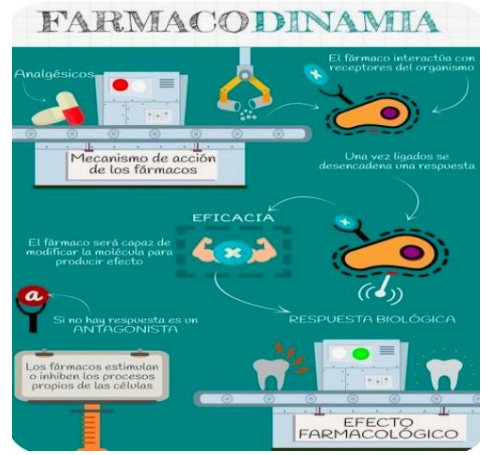 FARMACODINAMIA
Analgésicos
El fármaco interactúa con
receptores del organismo
Mecanismo de acción
de los fármacos
Una vez ligados se
desencadena una respuesta
EFICACIA
El fármaco será capaz de
modificar la molécula para
producir efecto
a
Si no hay respuesta es un
ANTAGONISTA
RESPUESTA BIOLÓGICA
Los fármacos estimulan
o inhiben los procesos
propios de las células
EFECTO
FARMACOLÓGICO